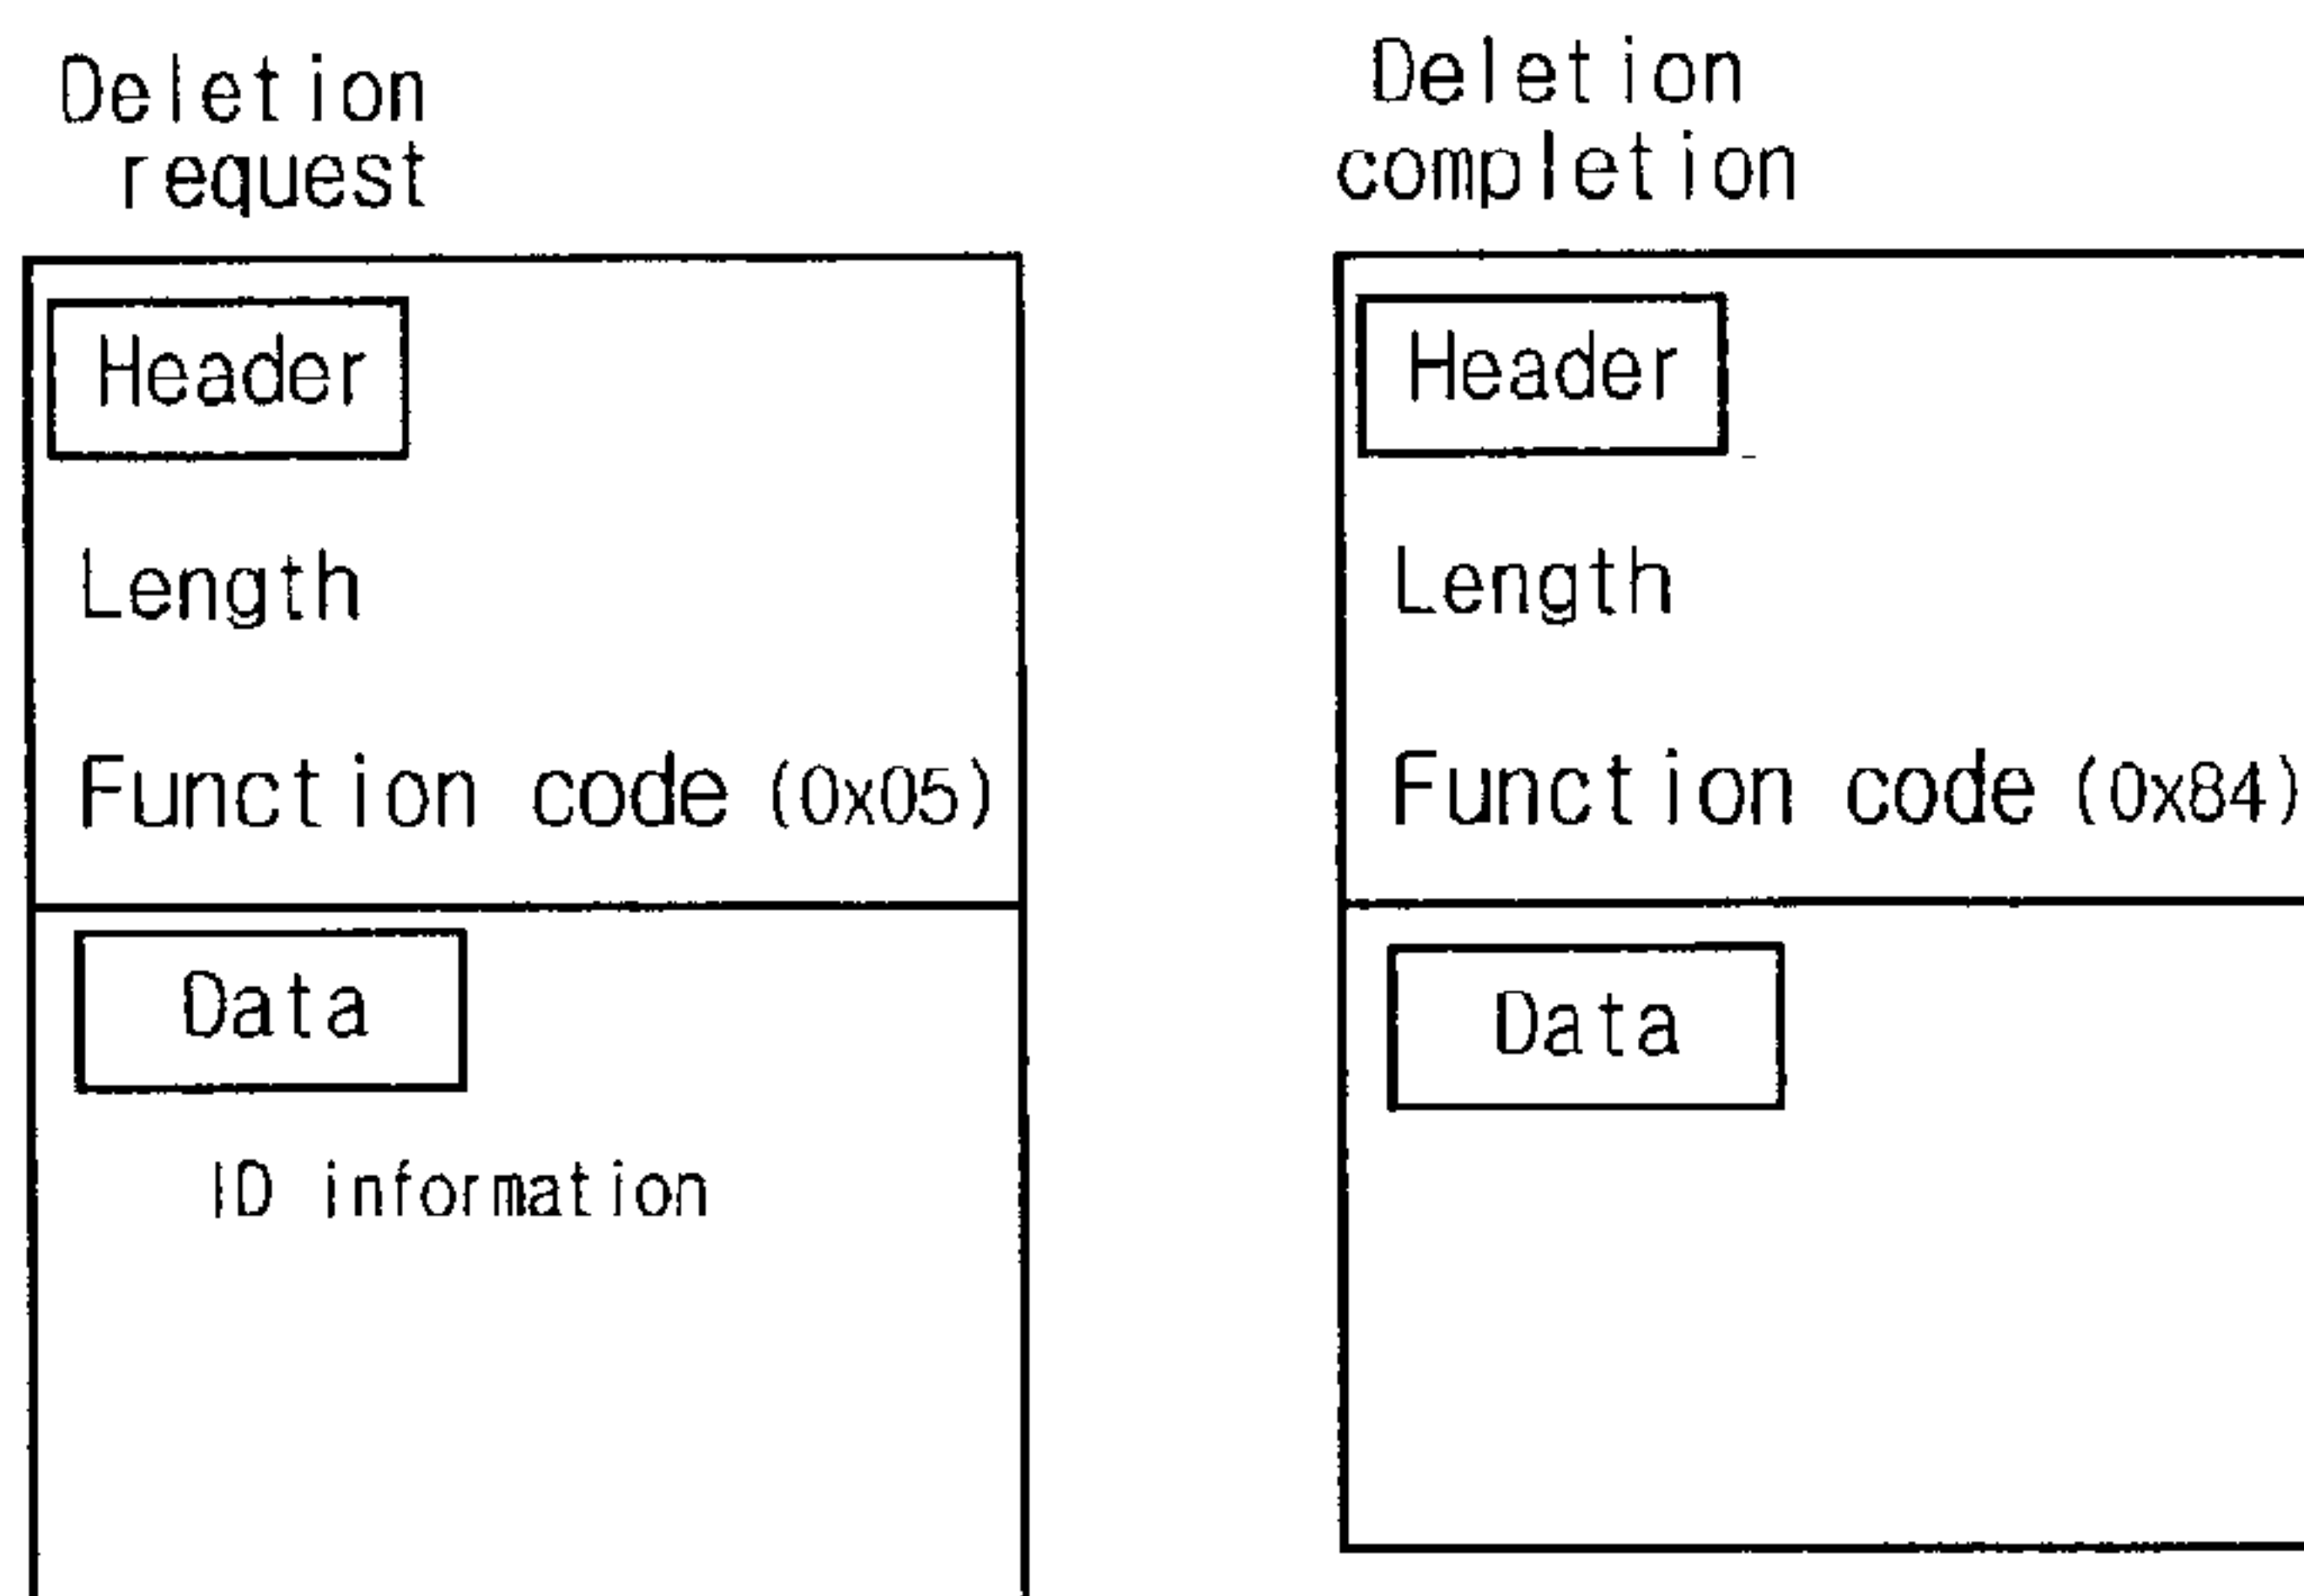 Deletion
request
Header
Length
Function code (0x05)
Data
ID information
Deletion
completion
Header
Length
Function code (0x84)
Data